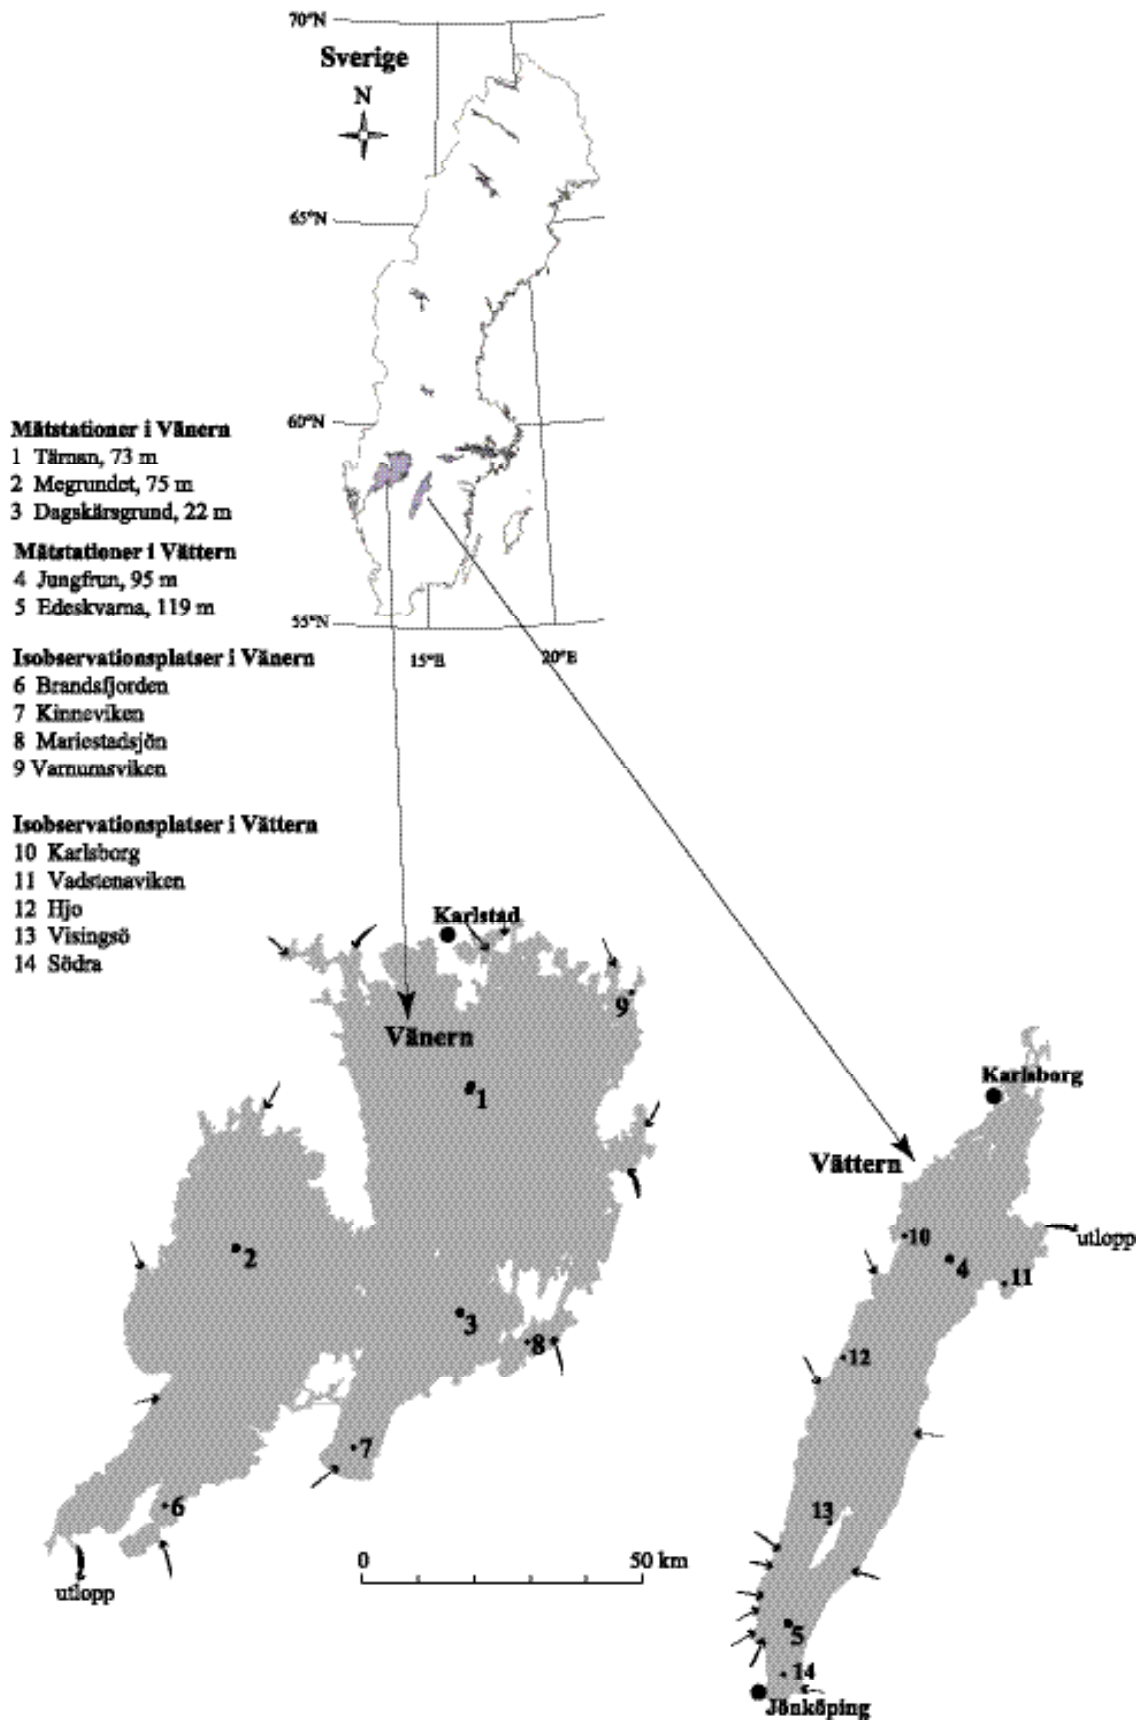 70°N
Sverige
N
65°N
60°N
55°N
15°E
20°E
Mätstationer i Vänern
1 Tärnan, 73 m
2 Megrundet, 75 m
3 Dagskärsgrund, 22 m
Mätstationer i Vättern
4 Jungfrun, 95 m
5 Edeskvarna, 119 m
Isobservationsplatser i Vänern
6 Brandsfjorden
7 Kinneviken
8 Mariestadsjön
9 Varnumsviken
Isobservationsplatser i Vättern
10 Karlsborg
11 Vadstenaviken
12 Hjo
13 Visingsö
14 Södra
Karlstad
9
Vänern
1
2
3
8
7
6
utlopp
0 50 km
Karlsborg
Vättern
10
utlopp
4
11
12
13
5
14
Jönköping